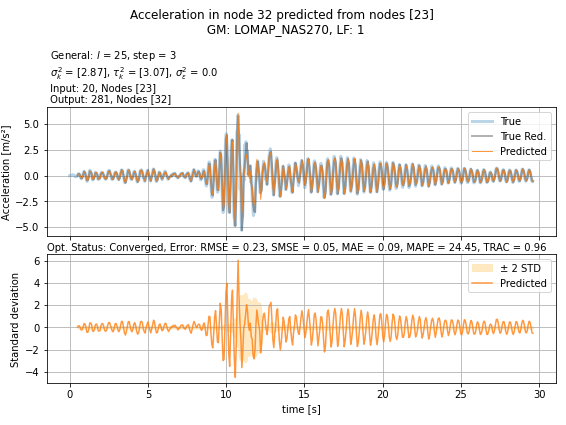 Acceleration in node 32 predicted from nodes [23]
GM: LOMAP_NAS270, LF: 1
General: l = 25, step = 3
σ²ₖ = [2.87], τ²ₖ = [3.07], σ²ε = 0.0
Input: 20, Nodes [23]
Output: 281, Nodes [32]
5.0
2.5
0.0
−2.5
−5.0
Acceleration [m/s²]
True
True Red.
Predicted
Opt. Status: Converged, Error: RMSE = 0.23, SMSE = 0.05, MAE = 0.09, MAPE = 24.45, TRAC = 0.96
6
4
2
0
−2
−4
Standard deviation
± 2 STD
Predicted
0 5 10 15 20 25 30
time [s]